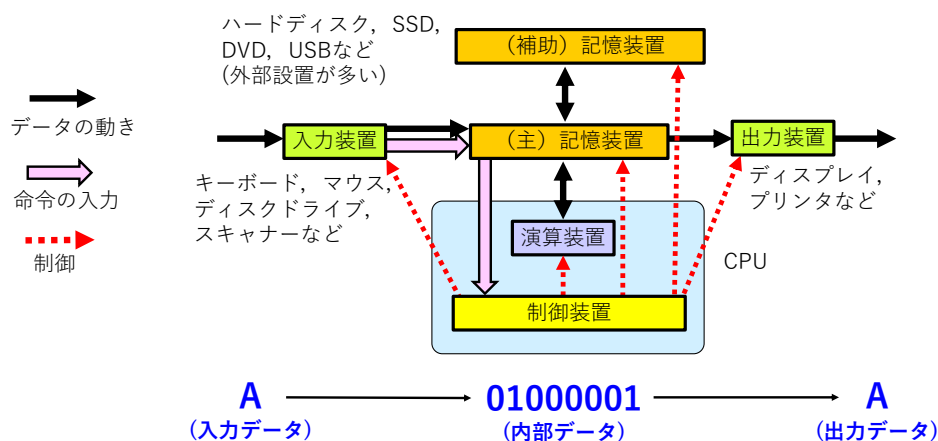 ハードディスク，SSD，
DVD，USBなど
(外部設置が多い)
（補助）記憶装置
データの動き
入力装置
（主）記憶装置
出力装置
命令の入力
キーボード，マウス，
ディスクドライブ，
スキャナーなど
ディスプレイ，
プリンタなど
制御
演算装置
CPU
制御装置
A
01000001
A
(入力データ)
(内部データ)
(出力データ)